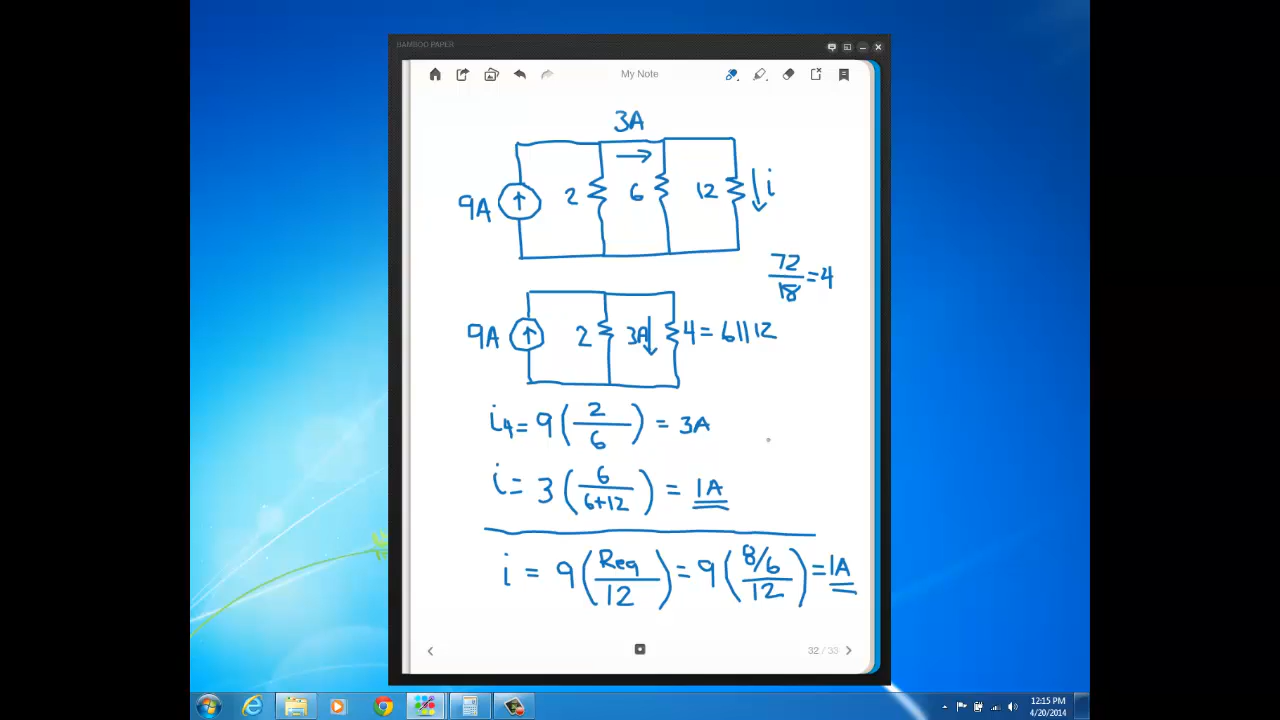 BAMBOO PAPER
My Note
3A
9A 2 6 12 i
72/18 = 4
9A 2 3A 4 = 6||12
i4 = 9 (2/6) = 3A
i = 3 (6/(6+12)) = 1A
i = 9 (Req/12) = 9 ((8/6)/12) = 1A
32 / 33
12:15 PM
4/20/2014